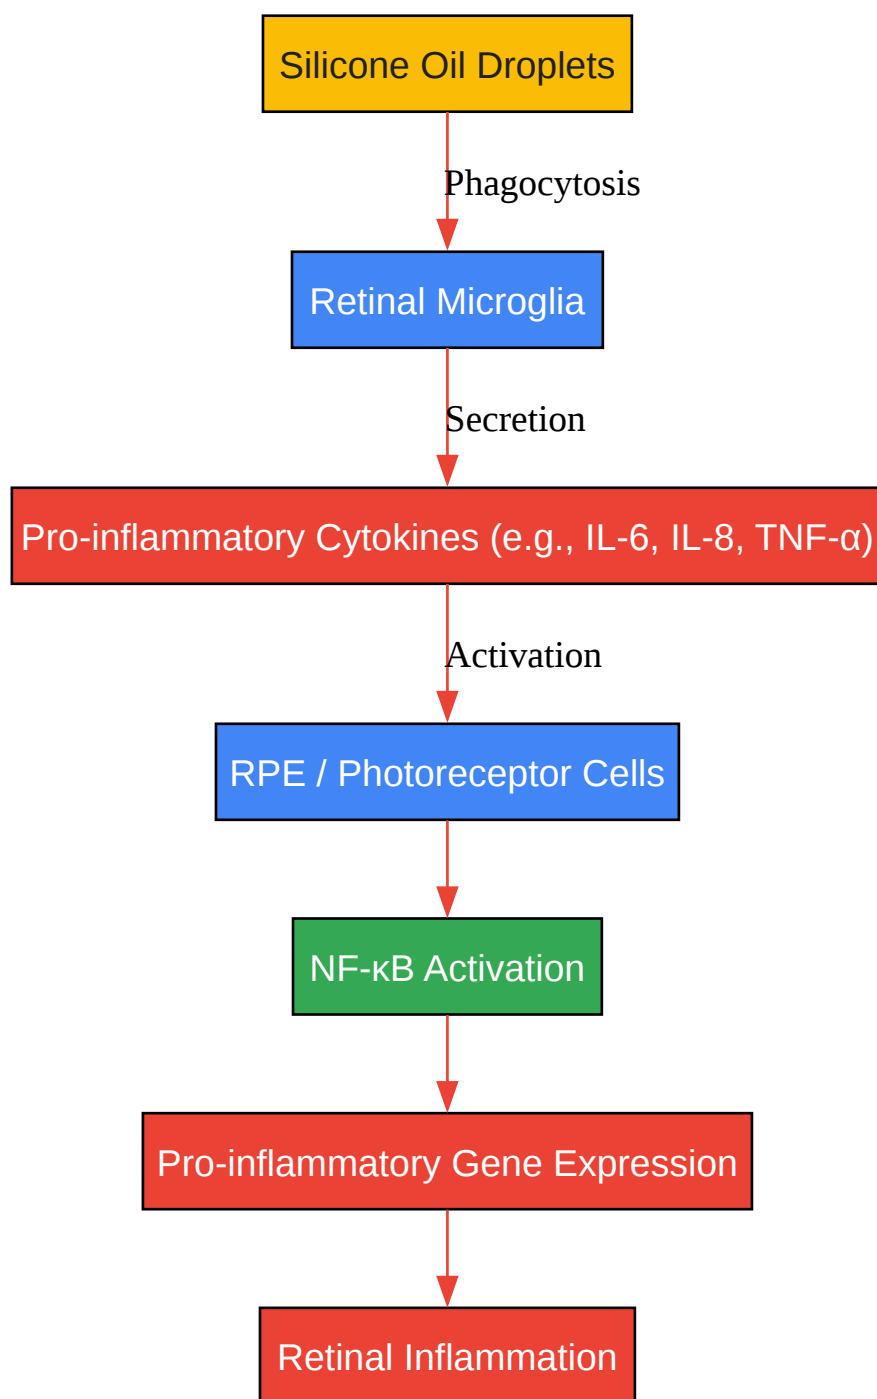 Silicone Oil Droplets
Phagocytosis
Retinal Microglia
Secretion
Pro-inflammatory Cytokines (e.g., IL-6, IL-8, TNF-α)
Activation
RPE / Photoreceptor Cells
NF-κB Activation
Pro-inflammatory Gene Expression
Retinal Inflammation